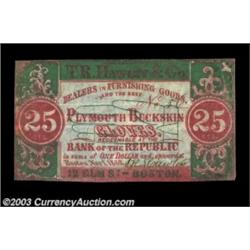 T.R. Hawley & Co.
DEALERS IN FURNISHING GOODS,
AND THE BEST
PLYMOUTH BUCKSKIN
GLOVES.
25
25
REDEEMABLE AT THE
BANK OF THE REPUBLIC
in sums of ONE DOLLAR and upwards.
12 ELM ST - BOSTON.
©2003 CurrencyAuction.com